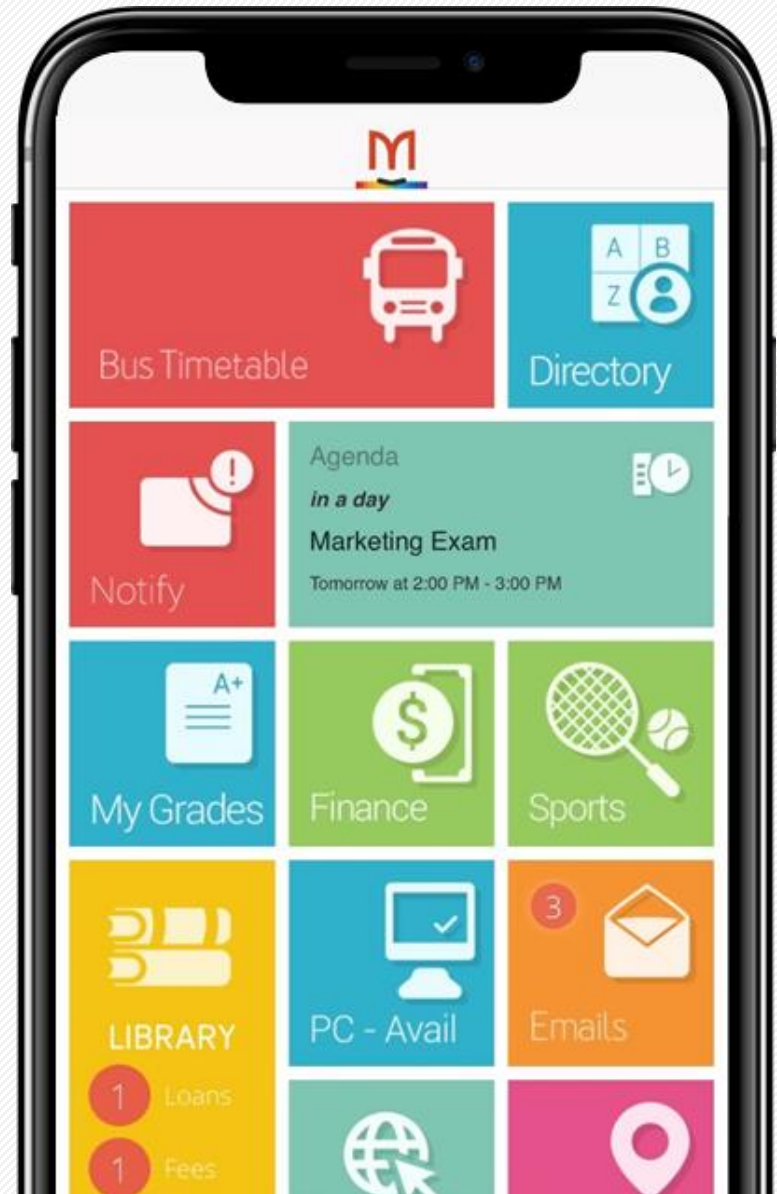 M
Bus Timetable
A B
Z
Directory
Notify
Agenda
in a day
Marketing Exam
Tomorrow at 2:00 PM - 3:00 PM
A+
My Grades
$
Finance
Sports
LIBRARY
1 Loans
1 Fees
PC - Avail
3
Emails